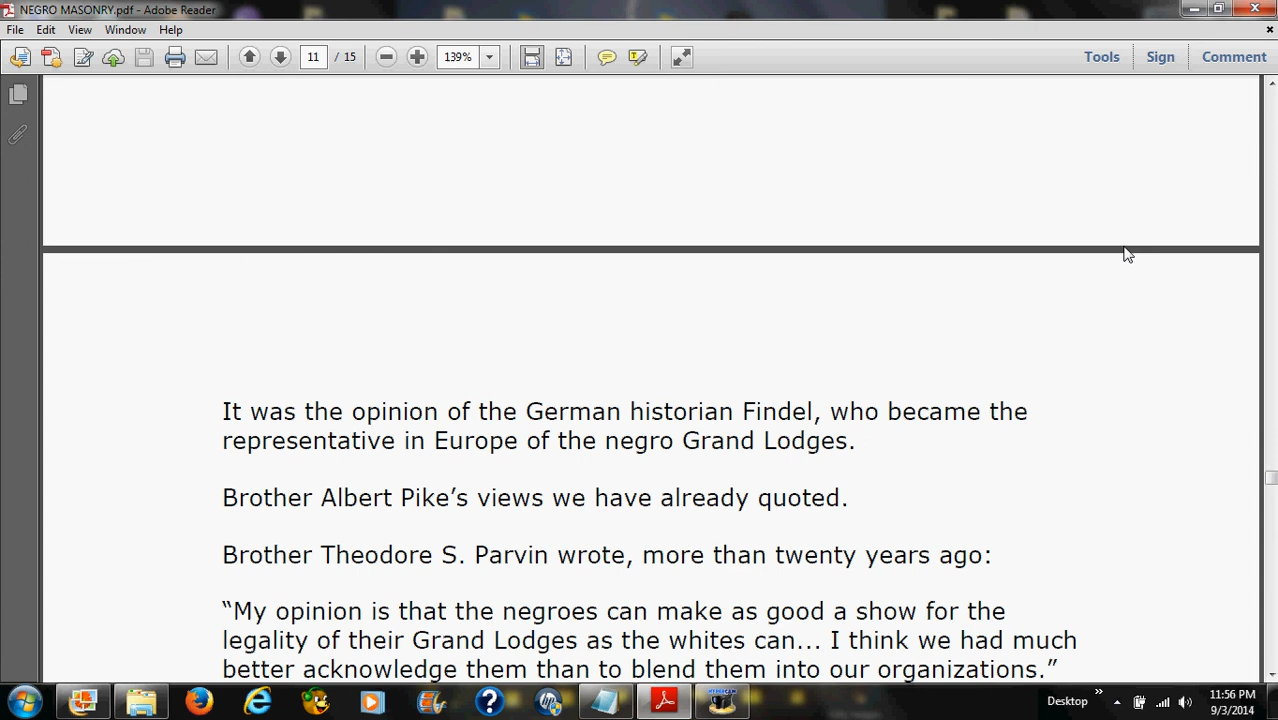 NEGRO MASONRY.pdf - Adobe Reader
File Edit View Window Help
11 / 15 139% Tools Sign Comment
It was the opinion of the German historian Findel, who became the
representative in Europe of the negro Grand Lodges.
Brother Albert Pike’s views we have already quoted.
Brother Theodore S. Parvin wrote, more than twenty years ago:
“My opinion is that the negroes can make as good a show for the
legality of their Grand Lodges as the whites can... I think we had much
better acknowledge them than to blend them into our organizations.”
HYPERCAM
Desktop
11:56 PM
9/3/2014